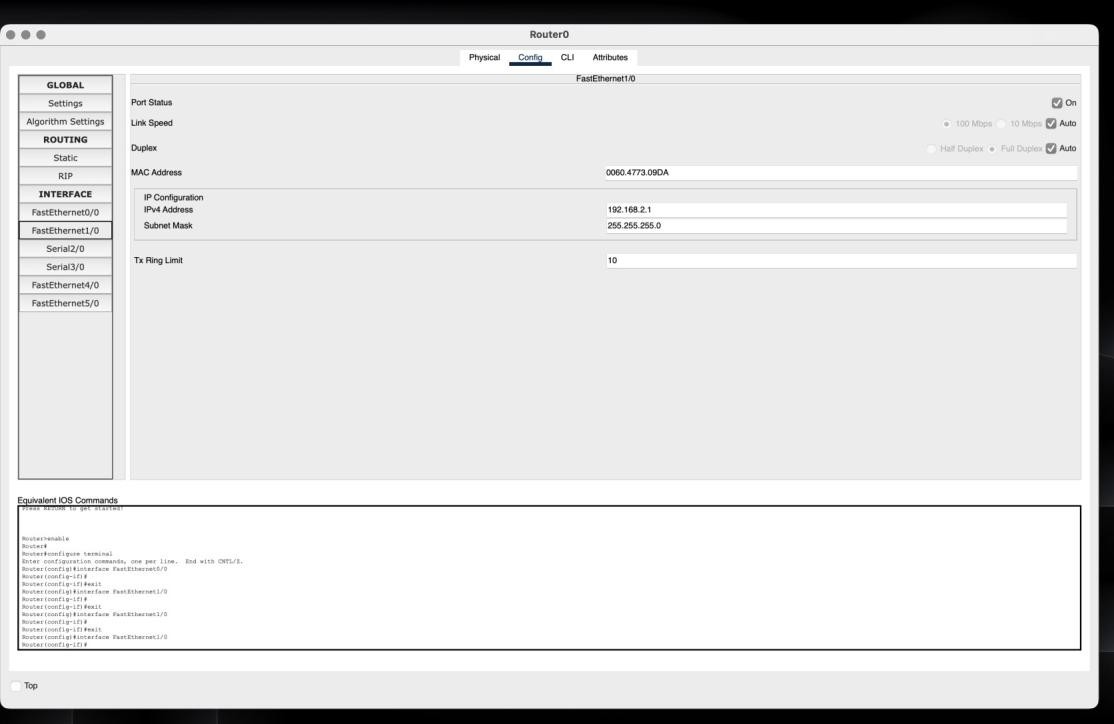 Router0
Physical Config CLI Attributes
GLOBAL
Settings
Algorithm Settings
ROUTING
Static
RIP
INTERFACE
FastEthernet0/0
FastEthernet1/0
Serial2/0
Serial3/0
FastEthernet4/0
FastEthernet5/0
FastEthernet1/0
Port Status On
Link Speed 100 Mbps 10 Mbps Auto
Duplex Half Duplex Full Duplex Auto
MAC Address 0060.4773.09DA
IP Configuration
IPv4 Address 192.168.2.1
Subnet Mask 255.255.255.0
Tx Ring Limit 10
Equivalent IOS Commands
Press RETURN to get started!
Router>enable
Router#
Router#configure terminal
Enter configuration commands, one per line. End with CNTL/Z.
Router(config)#interface FastEthernet0/0
Router(config-if)#
Router(config-if)#exit
Router(config)#interface FastEthernet1/0
Router(config-if)#
Router(config-if)#exit
Router(config)#interface FastEthernet1/0
Router(config-if)#
Router(config-if)#exit
Router(config)#interface FastEthernet1/0
Router(config-if)#
Top